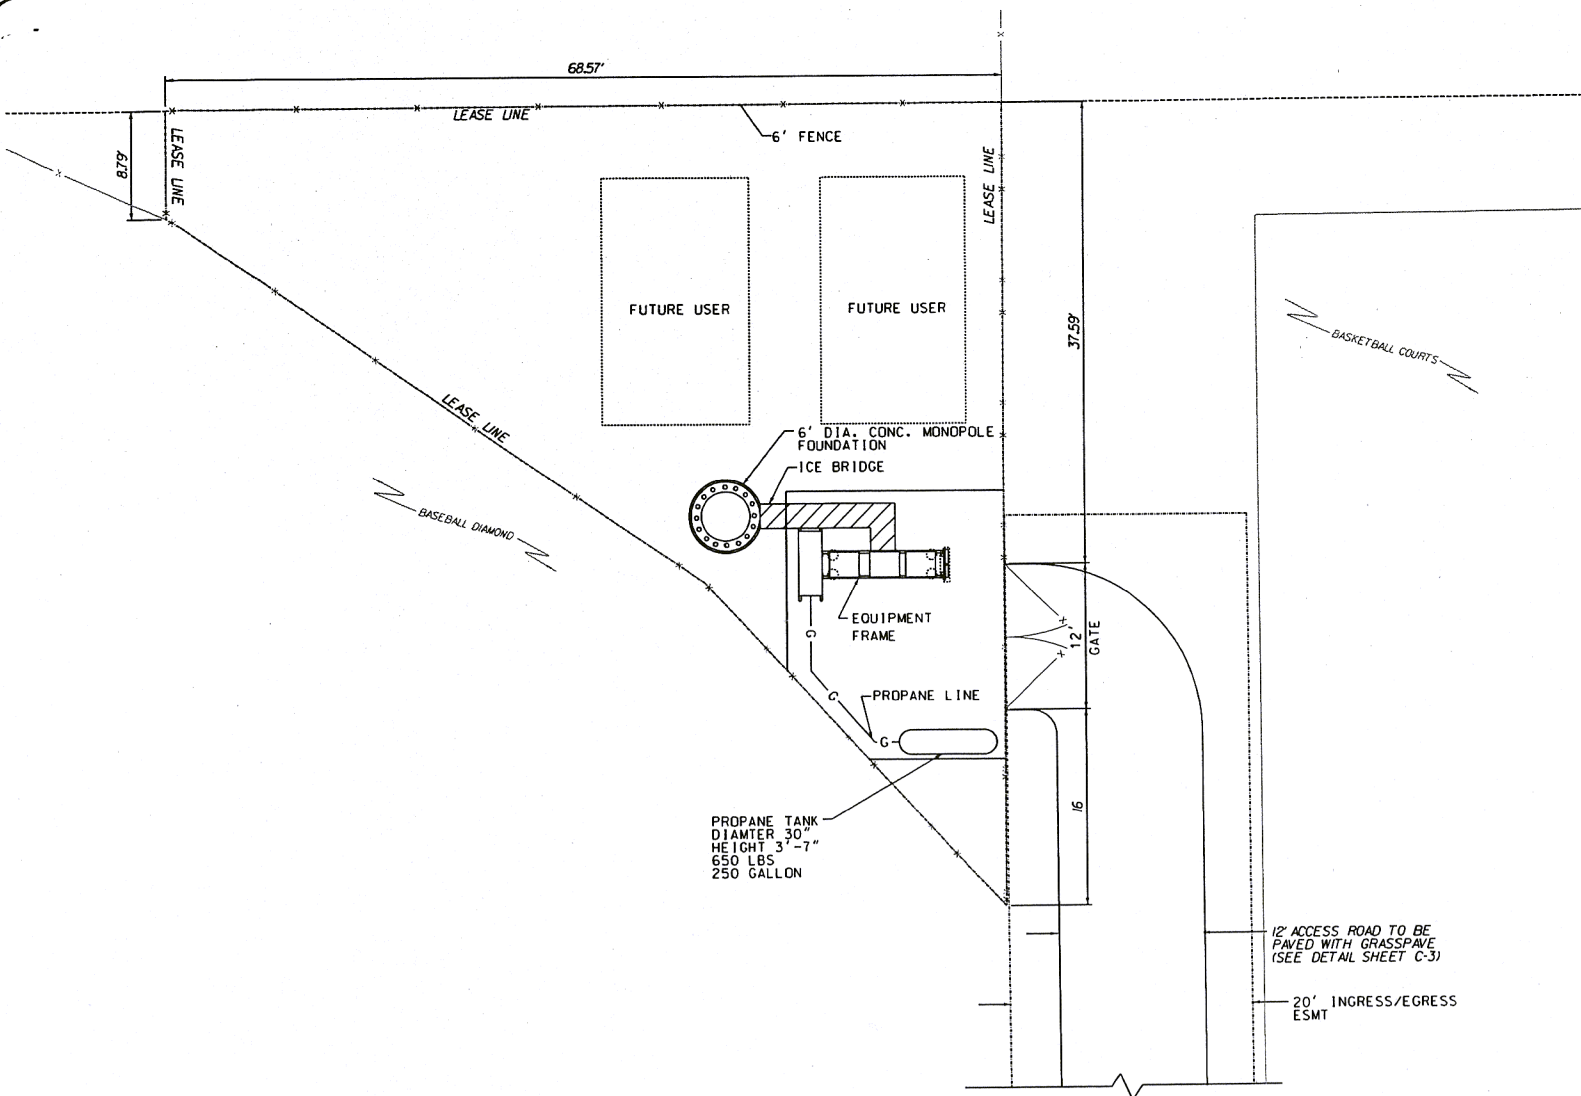 68.57'
LEASE LINE
6' FENCE
8.79'
LEASE LINE
LEASE LINE
FUTURE USER
FUTURE USER
37.59'
BASKETBALL COURTS
LEASE LINE
6' DIA. CONC. MONOPOLE
FOUNDATION
ICE BRIDGE
BASEBALL DIAMOND
EQUIPMENT
FRAME
G
12'
GATE
G
PROPANE LINE
G
16
PROPANE TANK
DIAMTER 30"
HEIGHT 3'-7"
650 LBS
250 GALLON
12' ACCESS ROAD TO BE
PAVED WITH GRASSPAVE
(SEE DETAIL SHEET C-3)
20' INGRESS/EGRESS
ESMT